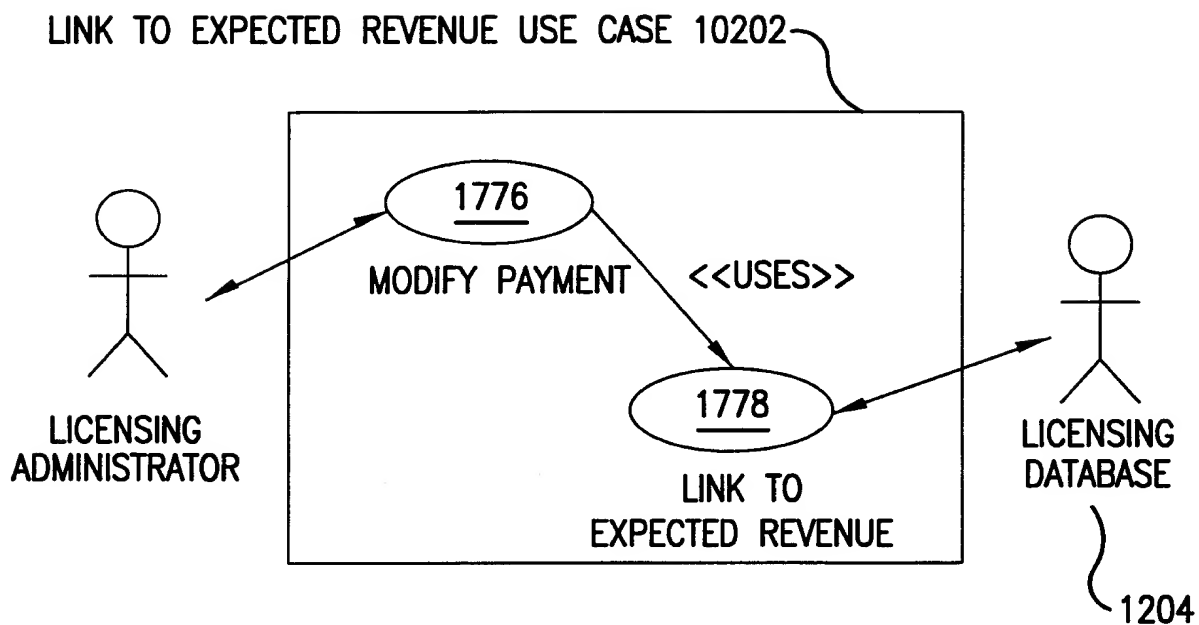 LINK TO EXPECTED REVENUE USE CASE 10202
1776
MODIFY PAYMENT
<<USES>>
1778
LINK TO
EXPECTED REVENUE
LICENSING
ADMINISTRATOR
LICENSING
DATABASE
1204